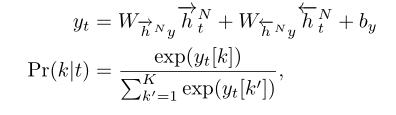 y_t = W_{\overrightarrow{h}^N y} \overrightarrow{h}_t^N + W_{\overleftarrow{h}^N y} \overleftarrow{h}_t^N + b_y
Pr(k|t) = \frac{\exp(y_t[k])}{\sum_{k'=1}^{K} \exp(y_t[k'])},